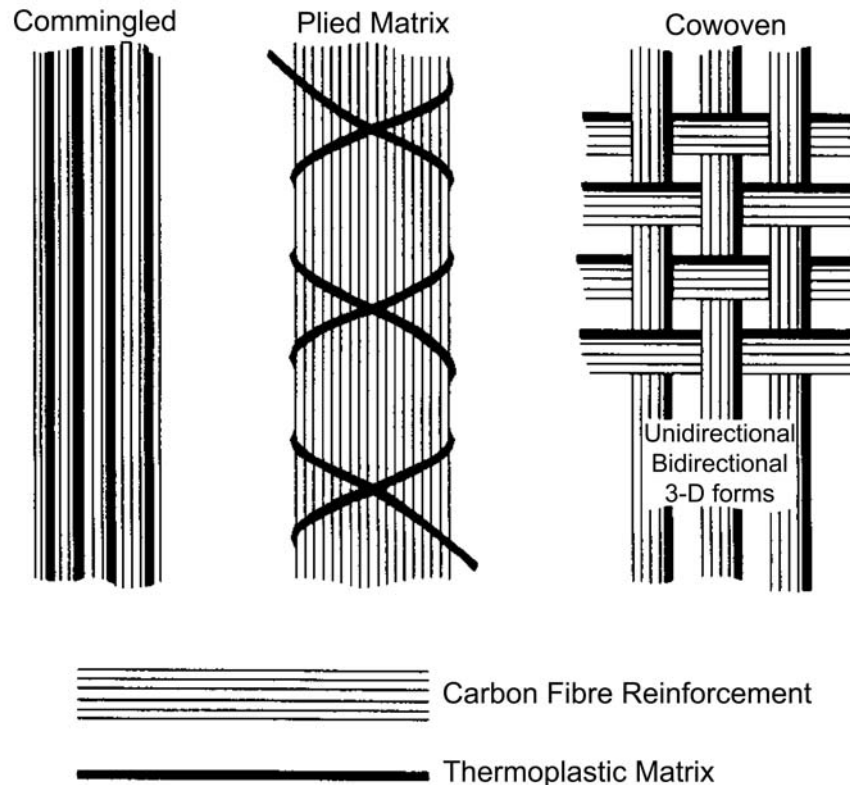 Commingled
Plied Matrix
Cowoven
Unidirectional
Bidirectional
3-D forms
Carbon Fibre Reinforcement
Thermoplastic Matrix